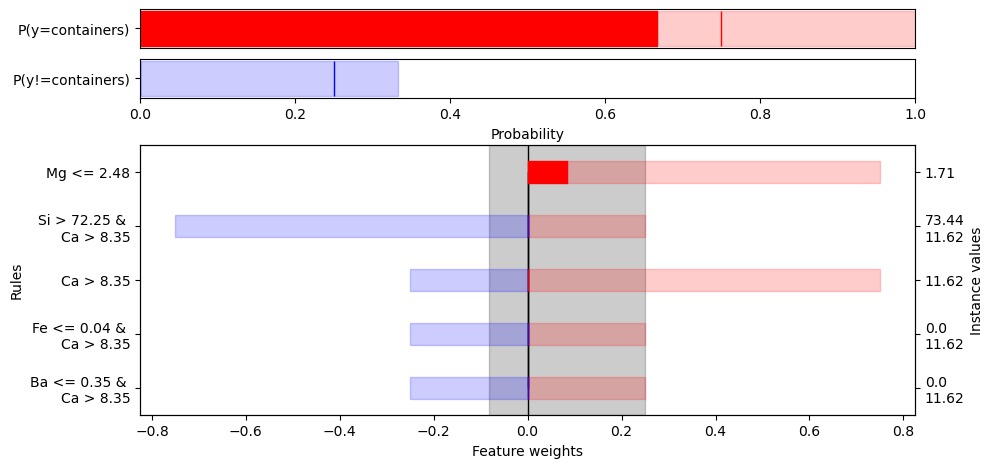 P(y=containers)
P(y!=containers)
0.0 0.2 0.4 0.6 0.8 1.0
Probability
Mg <= 2.48 1.71
Si > 72.25 & 73.44
Ca > 8.35 11.62
Ca > 8.35 11.62
Fe <= 0.04 & 0.0
Ca > 8.35 11.62
Ba <= 0.35 & 0.0
Ca > 8.35 11.62
Rules
Instance values
−0.8 −0.6 −0.4 −0.2 0.0 0.2 0.4 0.6 0.8
Feature weights